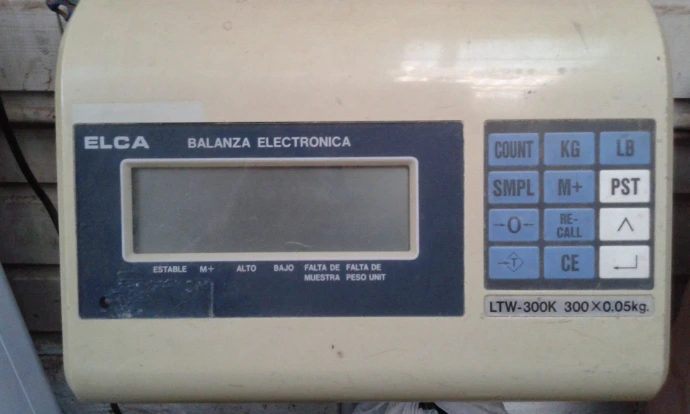 ELCA BALANZA ELECTRONICA
ESTABLE M+ ALTO BAJO FALTA DE MUESTRA FALTA DE PESO UNIT
COUNT KG LB
SMPL M+ PST
→0← RE-CALL ^
→T← CE ↵
LTW-300K 300×0.05kg.